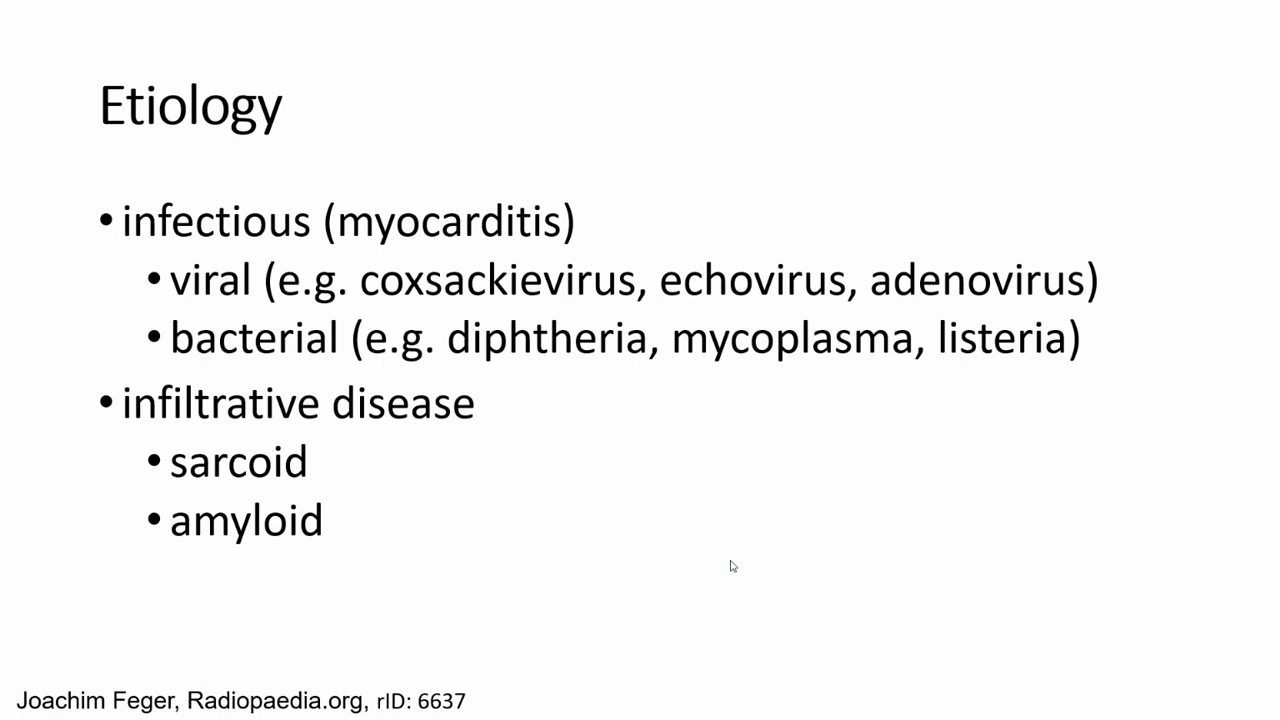 Etiology
• infectious (myocarditis)
• viral (e.g. coxsackievirus, echovirus, adenovirus)
• bacterial (e.g. diphtheria, mycoplasma, listeria)
• infiltrative disease
• sarcoid
• amyloid
Joachim Feger, Radiopaedia.org, rID: 6637